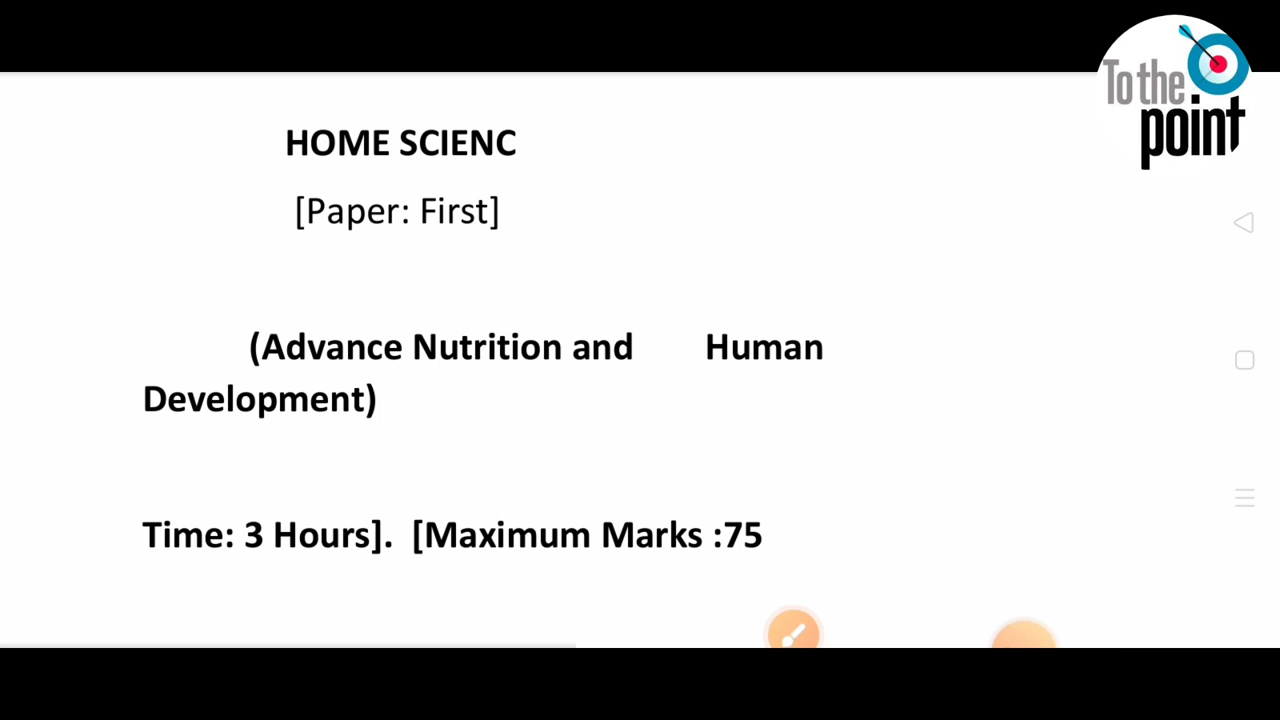 To the
point
HOME SCIENC
[Paper: First]
(Advance Nutrition and Human
Development)
Time: 3 Hours]. [Maximum Marks :75